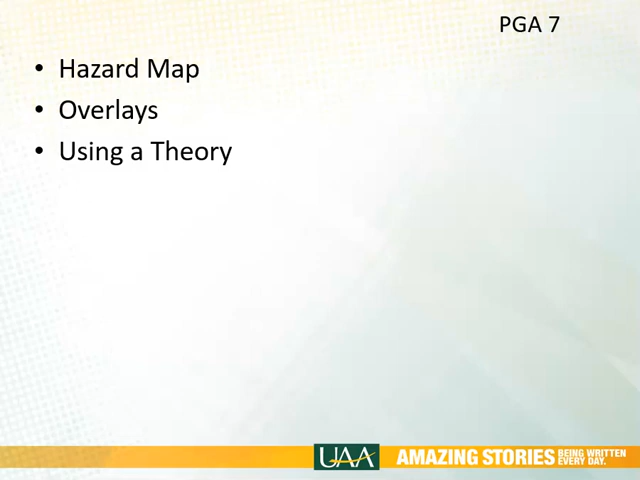 PGA 7
• Hazard Map
• Overlays
• Using a Theory
UAA AMAZING STORIES BEING WRITTEN
EVERY DAY.